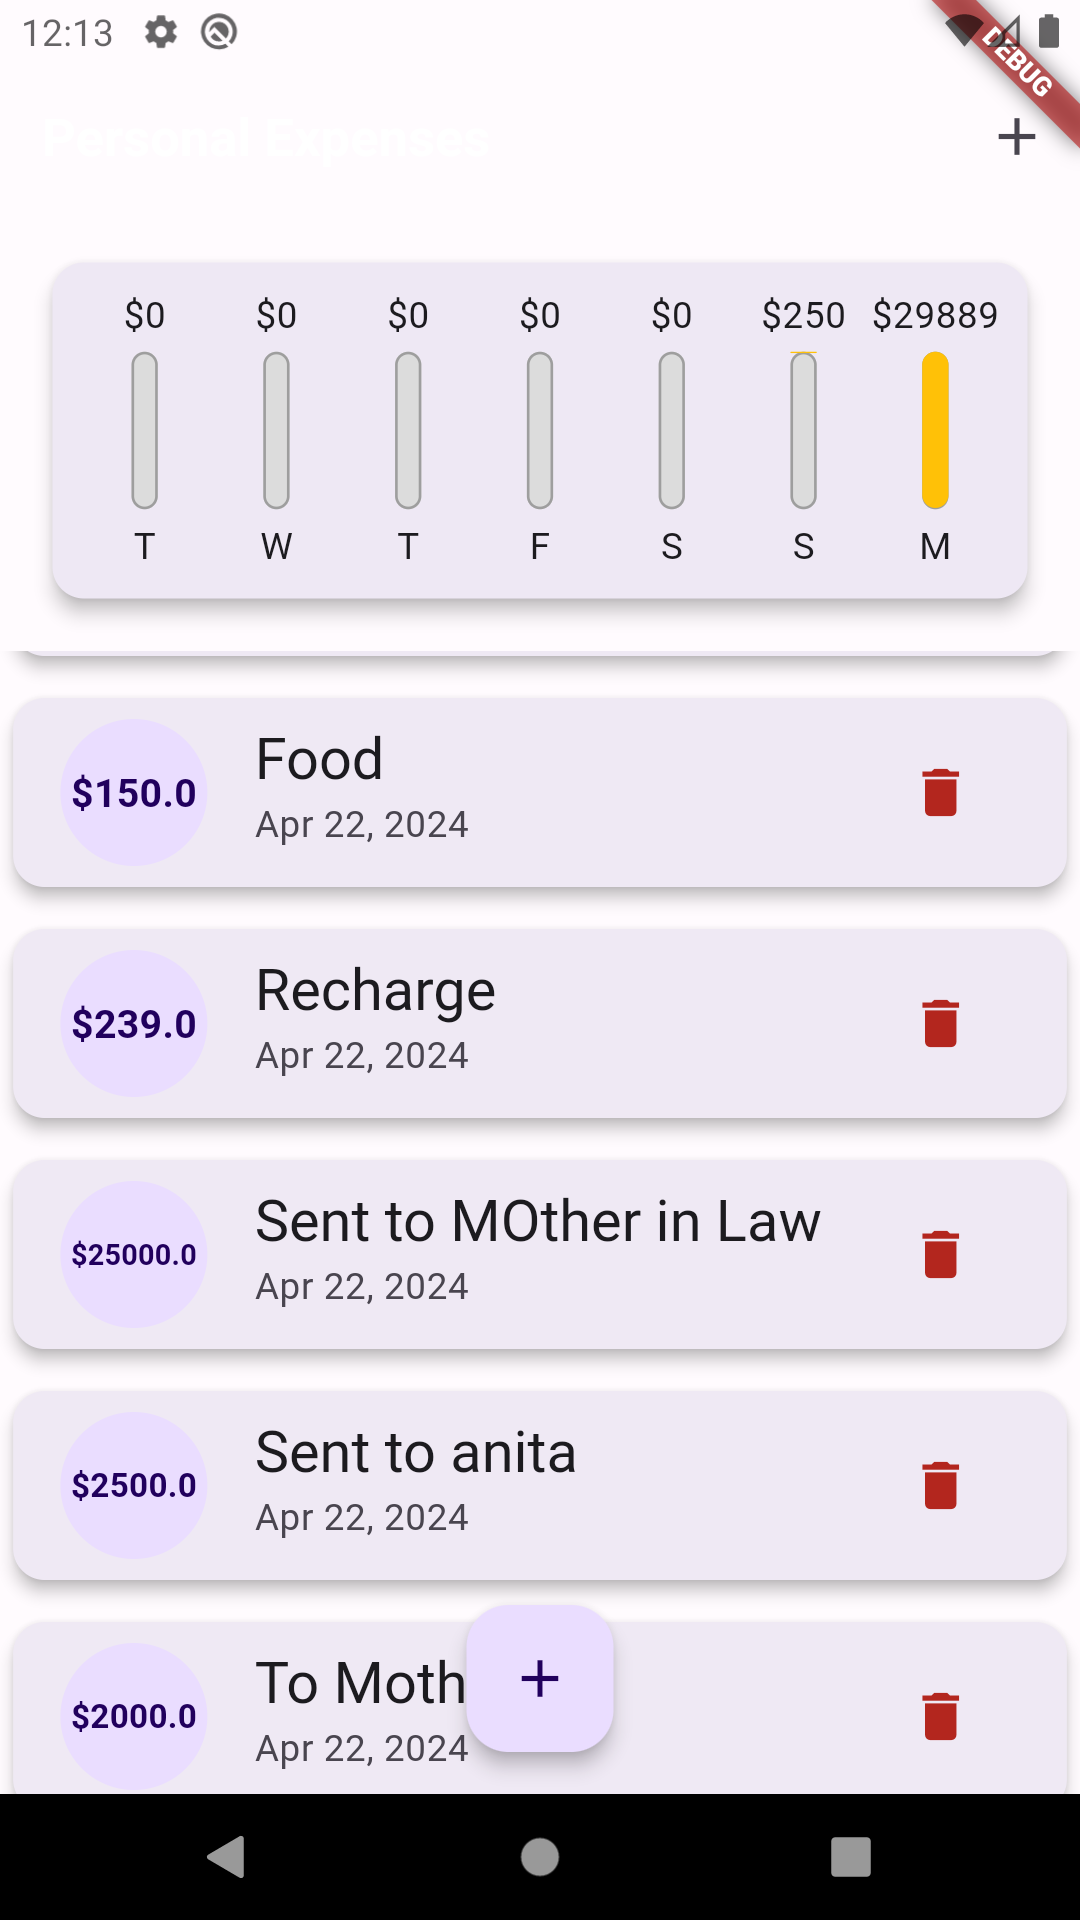 12:13
DEBUG
Personal Expenses
$0 $0 $0 $0 $0 $250 $29889
T W T F S S M
$150.0
Food
Apr 22, 2024
$239.0
Recharge
Apr 22, 2024
$25000.0
Sent to MOther in Law
Apr 22, 2024
$2500.0
Sent to anita
Apr 22, 2024
$2000.0
To Moth
Apr 22, 2024